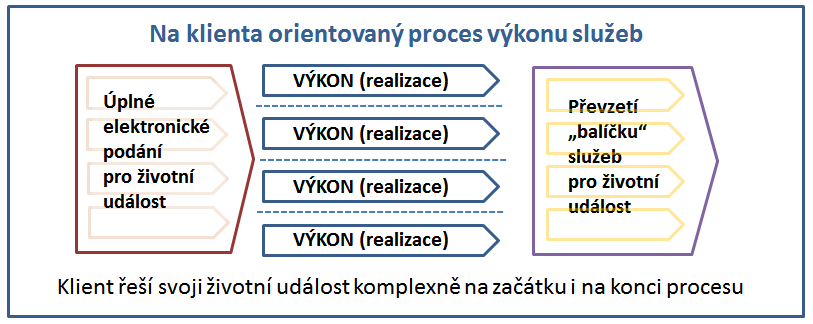 Na klienta orientovaný proces výkonu služeb
Úplné
elektronické
podání
pro životní
událost
VÝKON (realizace)
VÝKON (realizace)
VÝKON (realizace)
VÝKON (realizace)
Převzetí
„balíčku“
služeb
pro životní
událost
Klient řeší svoji životní událost komplexně na začátku i na konci procesu